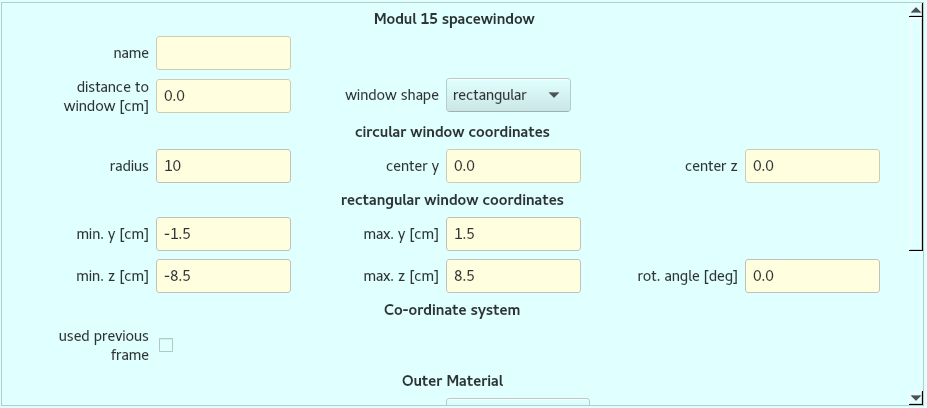 Modul 15 spacewindow
name
distance to
window [cm] 0.0 window shape rectangular
circular window coordinates
radius 10 center y 0.0 center z 0.0
rectangular window coordinates
min. y [cm] -1.5 max. y [cm] 1.5
min. z [cm] -8.5 max. z [cm] 8.5 rot. angle [deg] 0.0
Co-ordinate system
used previous
frame
Outer Material